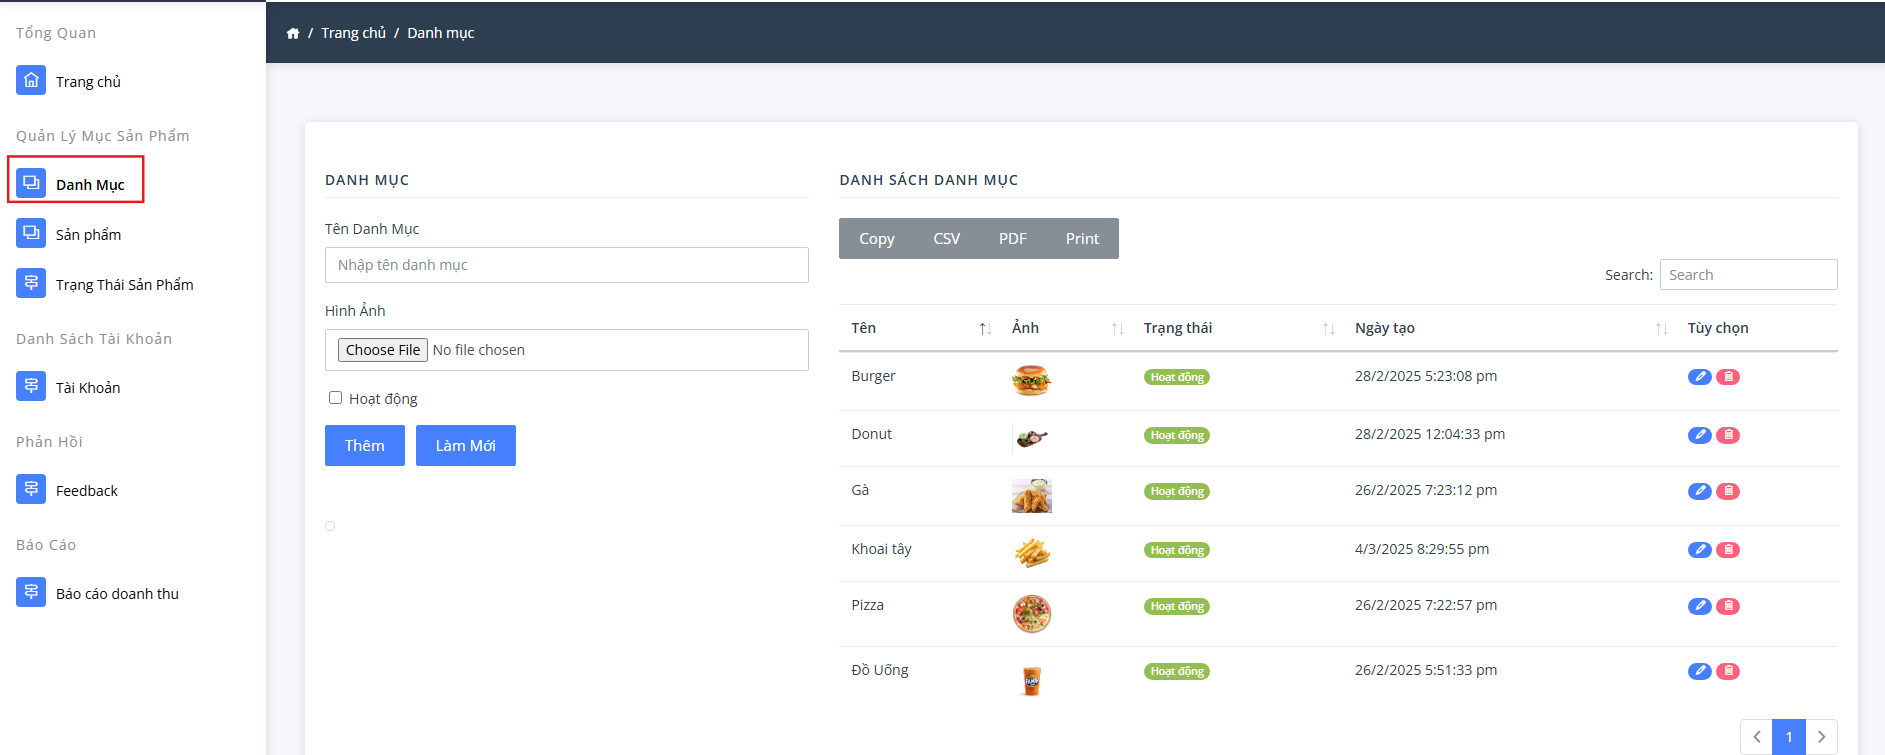 Tổng Quan
Trang chủ
Quản Lý Mục Sản Phẩm
Danh Mục
Sản phẩm
Trạng Thái Sản Phẩm
Danh Sách Tài Khoản
Tài Khoản
Phản Hồi
Feedback
Báo Cáo
Báo cáo doanh thu
/ Trang chủ / Danh mục
DANH MỤC
Tên Danh Mục
Nhập tên danh mục
Hình Ảnh
Choose File No file chosen
Hoạt động
Thêm Làm Mới
DANH SÁCH DANH MỤC
Copy CSV PDF Print
Search: Search
Tên Ảnh Trạng thái Ngày tạo Tùy chọn
Burger Hoạt động 28/2/2025 5:23:08 pm
Donut Hoạt động 28/2/2025 12:04:33 pm
Gà Hoạt động 26/2/2025 7:23:12 pm
Khoai tây Hoạt động 4/3/2025 8:29:55 pm
Pizza Hoạt động 26/2/2025 7:22:57 pm
Đồ Uống Hoạt động 26/2/2025 5:51:33 pm
1